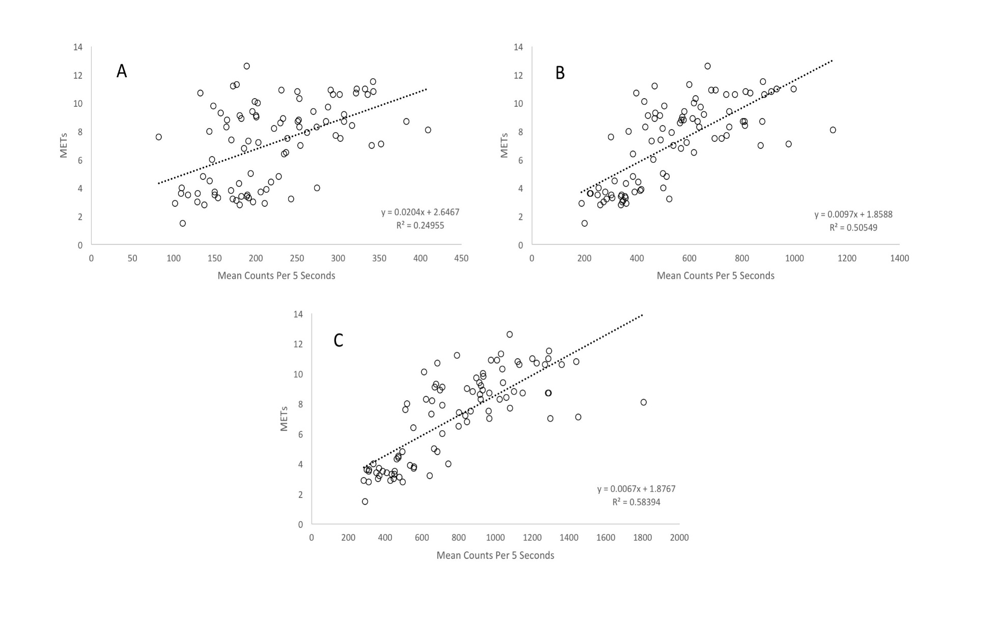 A
METs
14
12
10
8
6
4
2
0
0 50 100 150 200 250 300 350 400 450
Mean Counts Per 5 Seconds
y = 0.0204x + 2.6467
R² = 0.24955
B
METs
14
12
10
8
6
4
2
0
0 200 400 600 800 1000 1200 1400
Mean Counts Per 5 Seconds
y = 0.0097x + 1.8588
R² = 0.50549
C
METs
14
12
10
8
6
4
2
0
0 200 400 600 800 1000 1200 1400 1600 1800 2000
Mean Counts Per 5 Seconds
y = 0.0067x + 1.8767
R² = 0.58394